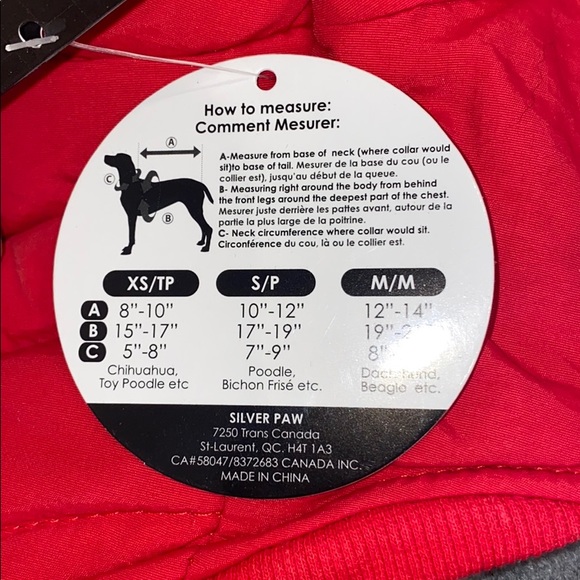 How to measure:
Comment Mesurer:
A-Measure from base of neck (where collar would
sit)to base of tail. Mesurer de la base du cou (ou le
collier est), jusqu'au début de la queue.
B- Measuring right around the body from behind
the front legs around the deepest part of the chest.
Mesurer juste derrière les pattes avant, autour de la
partie la plus large de la poitrine.
C- Neck circumference where collar would sit.
Circonférence du cou, là ou le collier est.
A
C
B
XS/TP S/P M/M
A 8"-10" 10"-12" 12"-14"
B 15"-17" 17"-19" 19"-
C 5"-8" 7"-9" 8"
Chihuahua, Poodle, Dachshund,
Toy Poodle etc Bichon Frisé etc. Beagle etc.
SILVER PAW
7250 Trans Canada
St-Laurent, QC, H4T 1A3
CA#58047/8372683 CANADA INC.
MADE IN CHINA